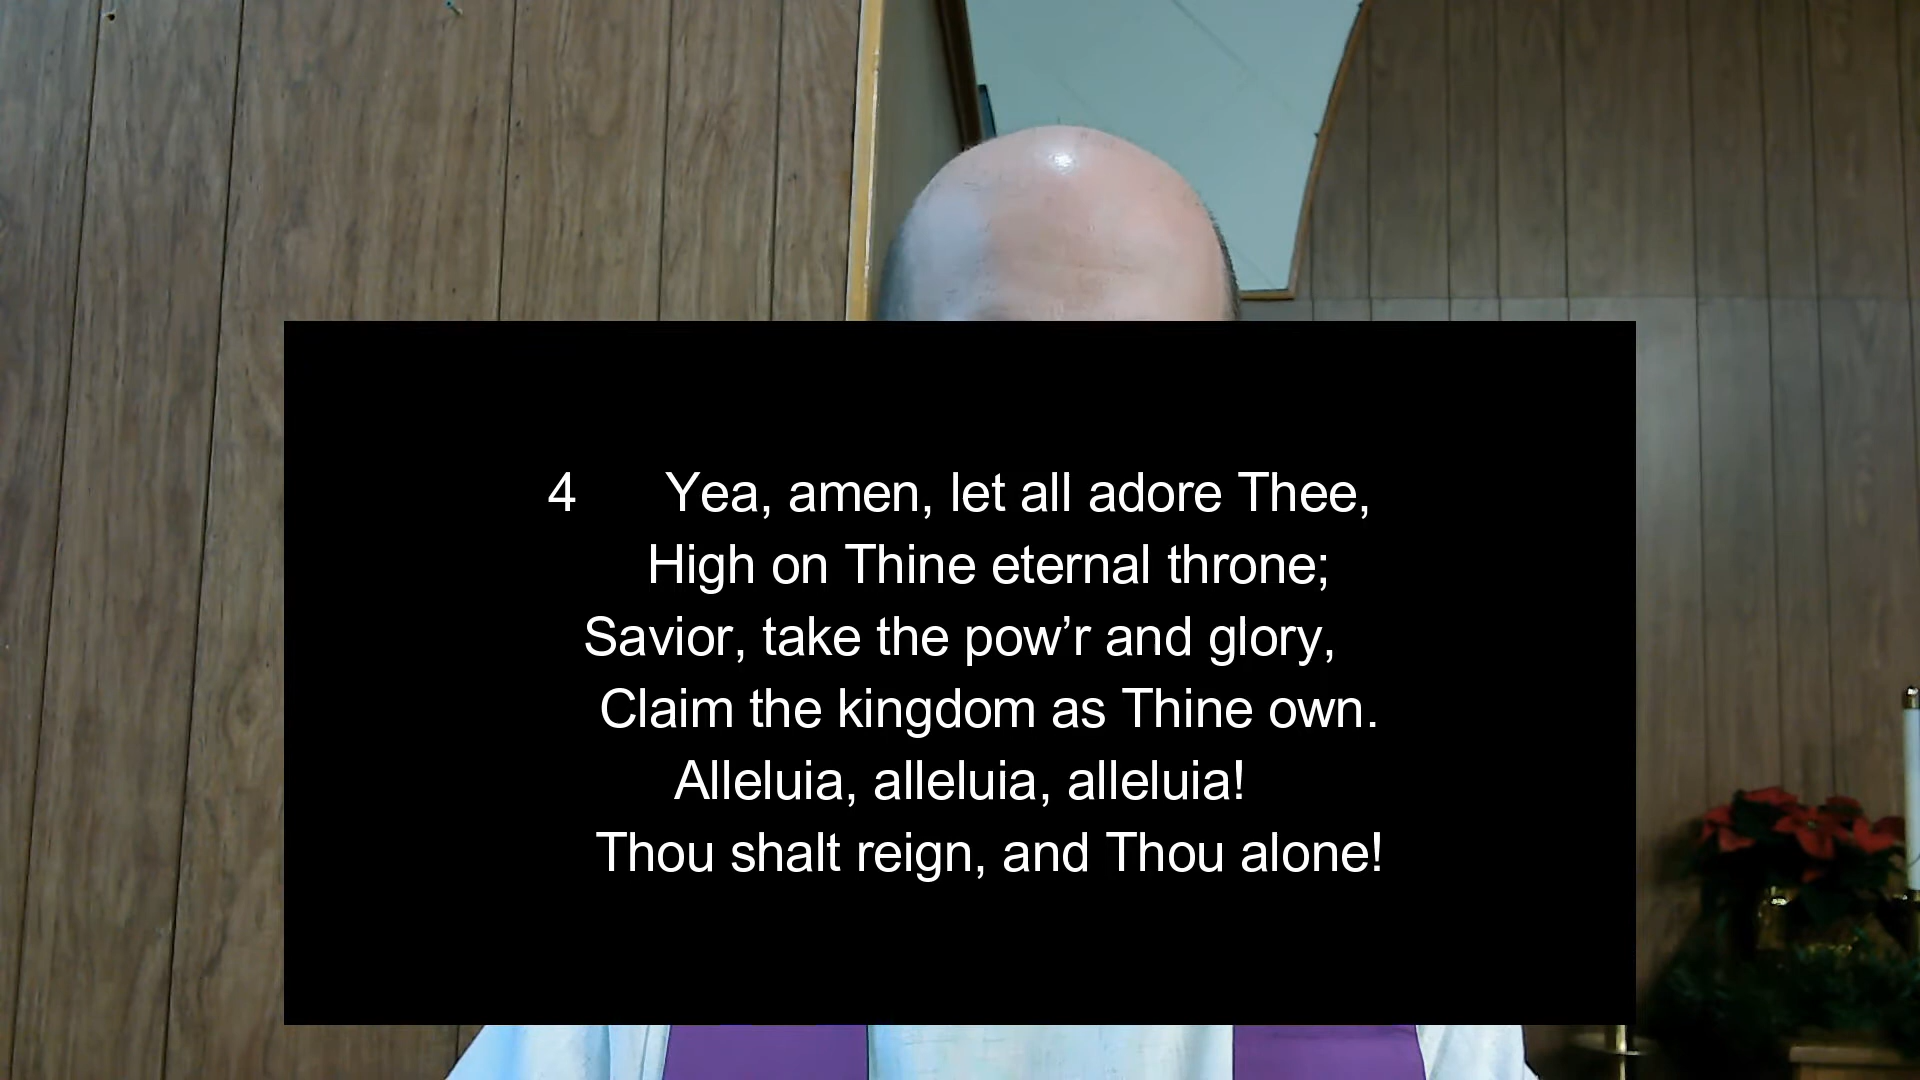 4 Yea, amen, let all adore Thee,
High on Thine eternal throne;
Savior, take the pow’r and glory,
Claim the kingdom as Thine own.
Alleluia, alleluia, alleluia!
Thou shalt reign, and Thou alone!